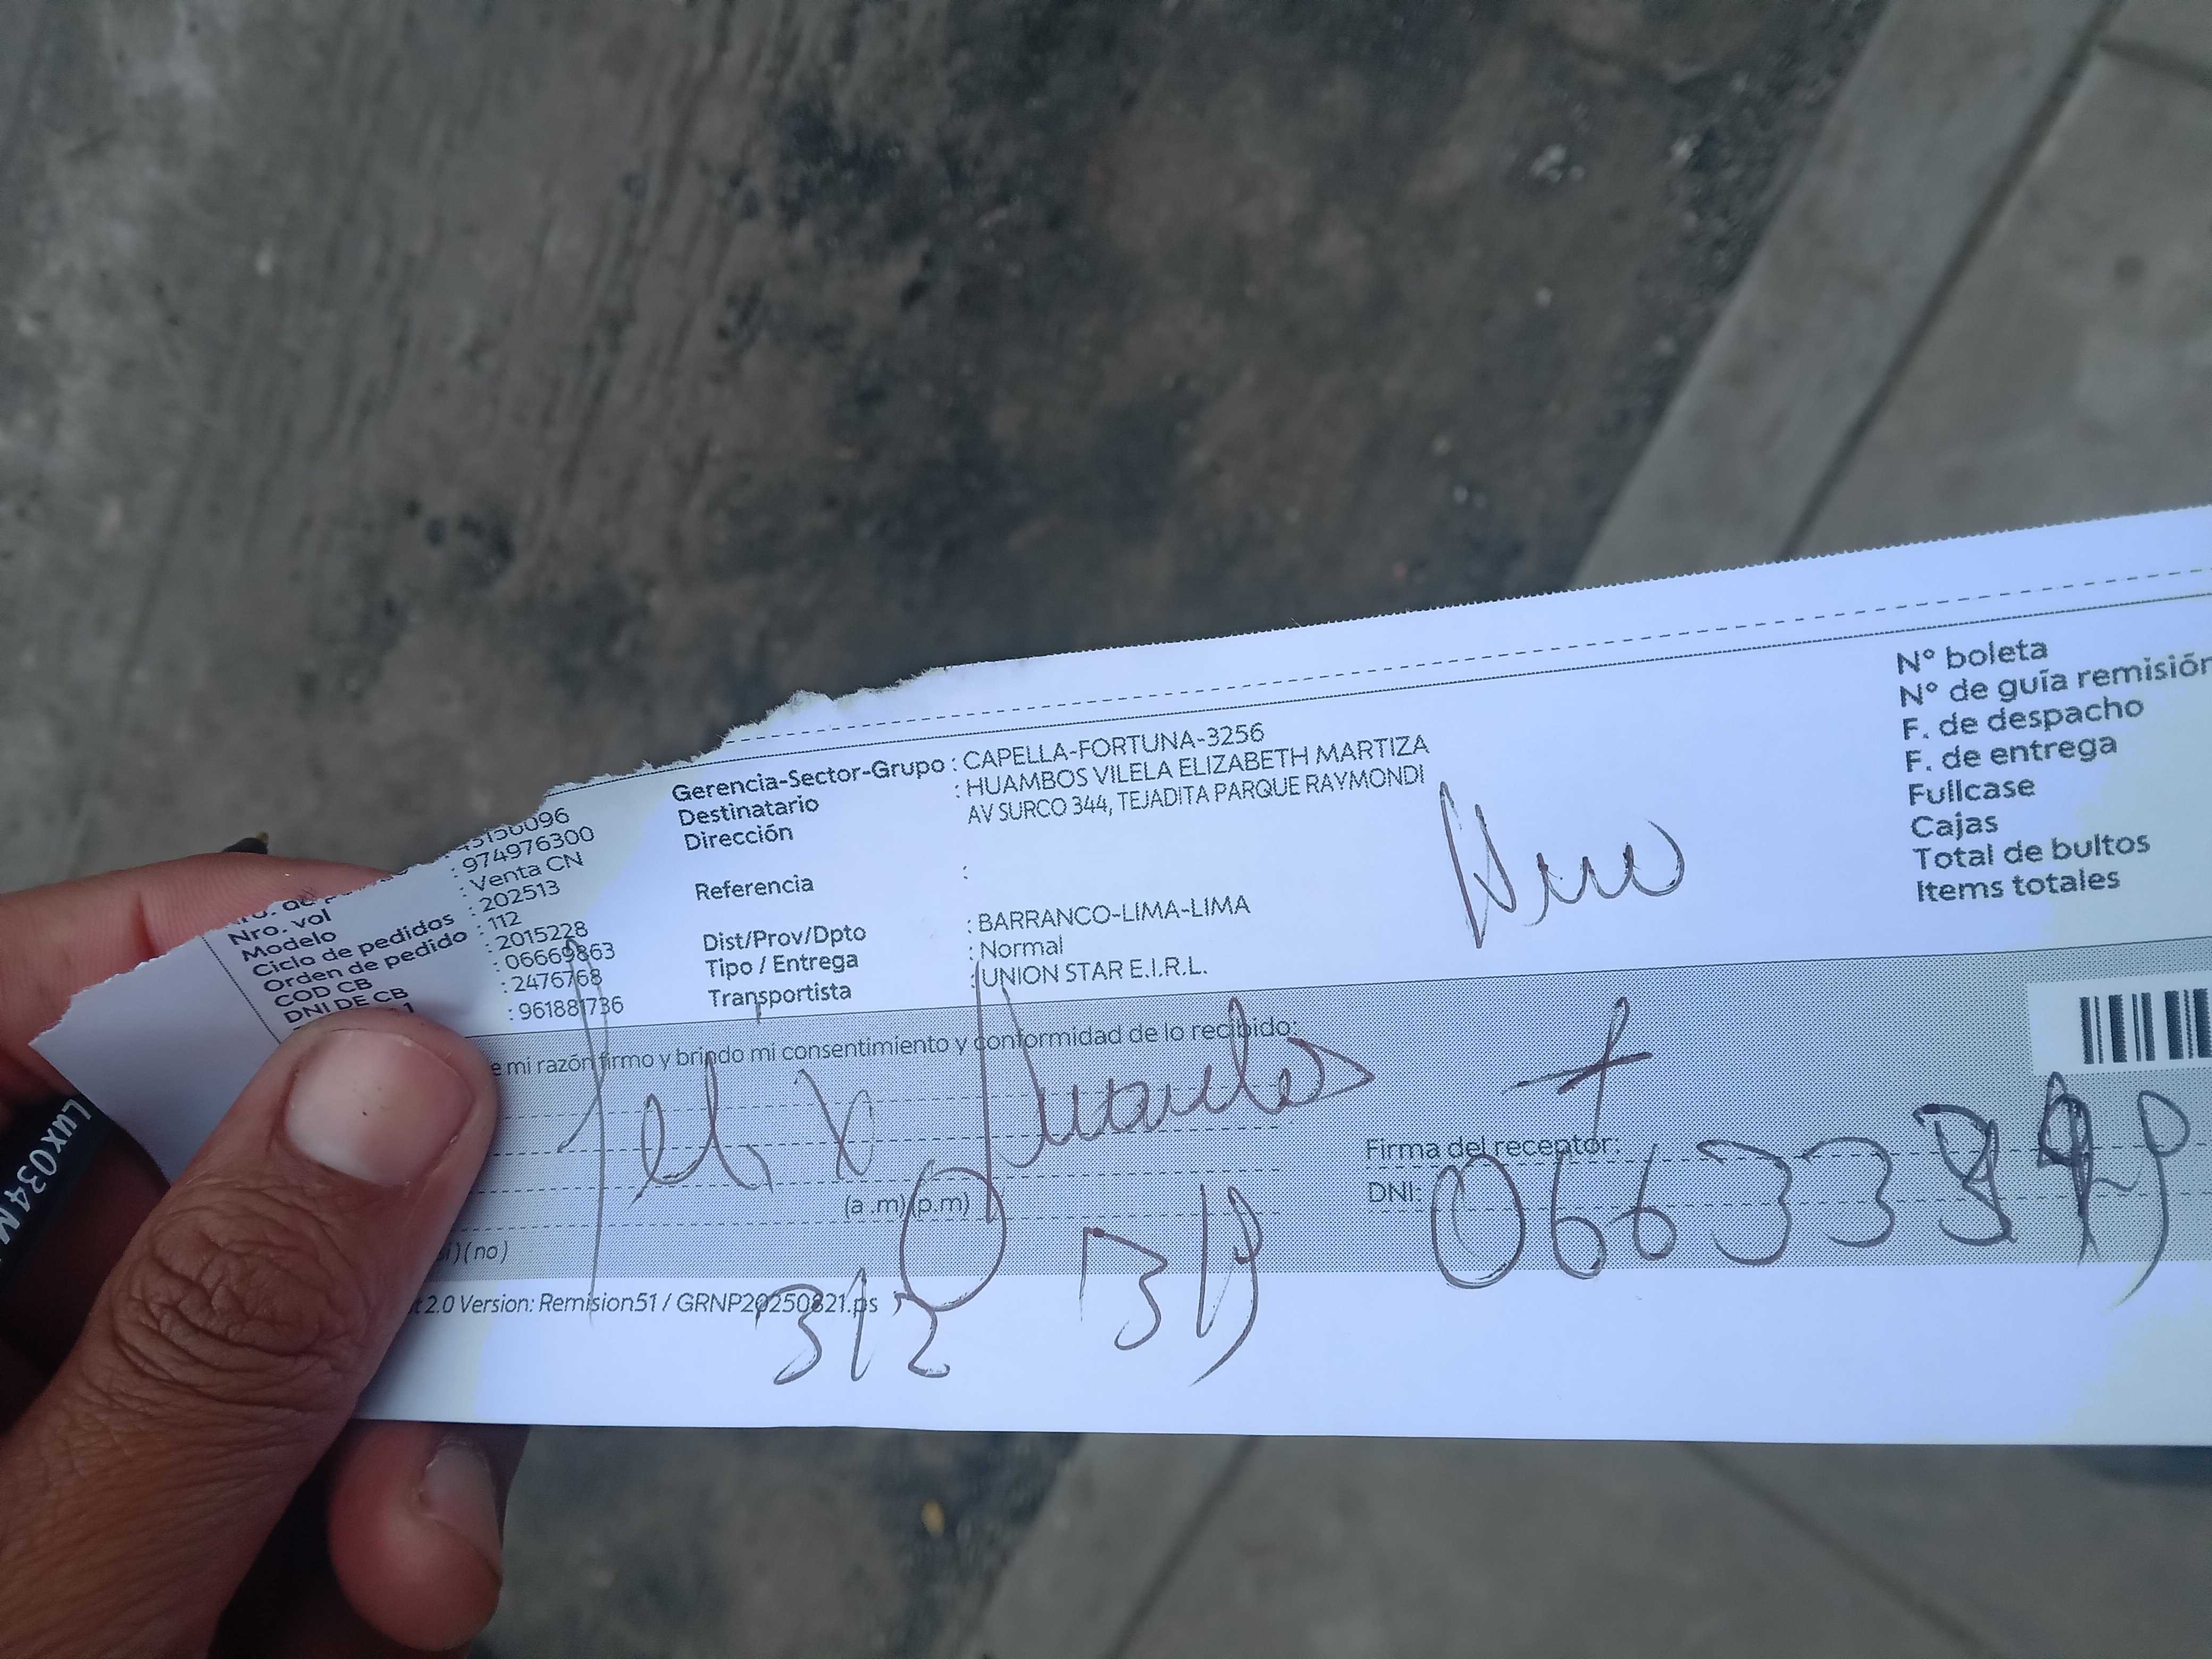 974976300
Nro. vol : Venta CN
Modelo : 202513
Ciclo de pedidos : 112
Orden de pedido : 2015228
COD CB : 06669863
DNI DE CB : 2476768
: 961881736
Gerencia-Sector-Grupo : CAPELLA-FORTUNA-3256
Destinatario : HUAMBOS VILELA ELIZABETH MARTIZA
Dirección AV SURCO 344, TEJADITA PARQUE RAYMONDI
Referencia :
Dist/Prov/Dpto : BARRANCO-LIMA-LIMA
Tipo / Entrega : Normal
Transportista : UNION STAR E.I.R.L.
N° boleta
N° de guía remisión
F. de despacho
F. de entrega
Fullcase
Cajas
Total de bultos
Items totales
e mi razón firmo y brindo mi consentimiento y conformidad de lo recibido:
(a .m) (p.m)
Firma del receptor:
DNI:
(no)
2.0 Version: Remision51 / GRNP20250821.ps
312
Lux034